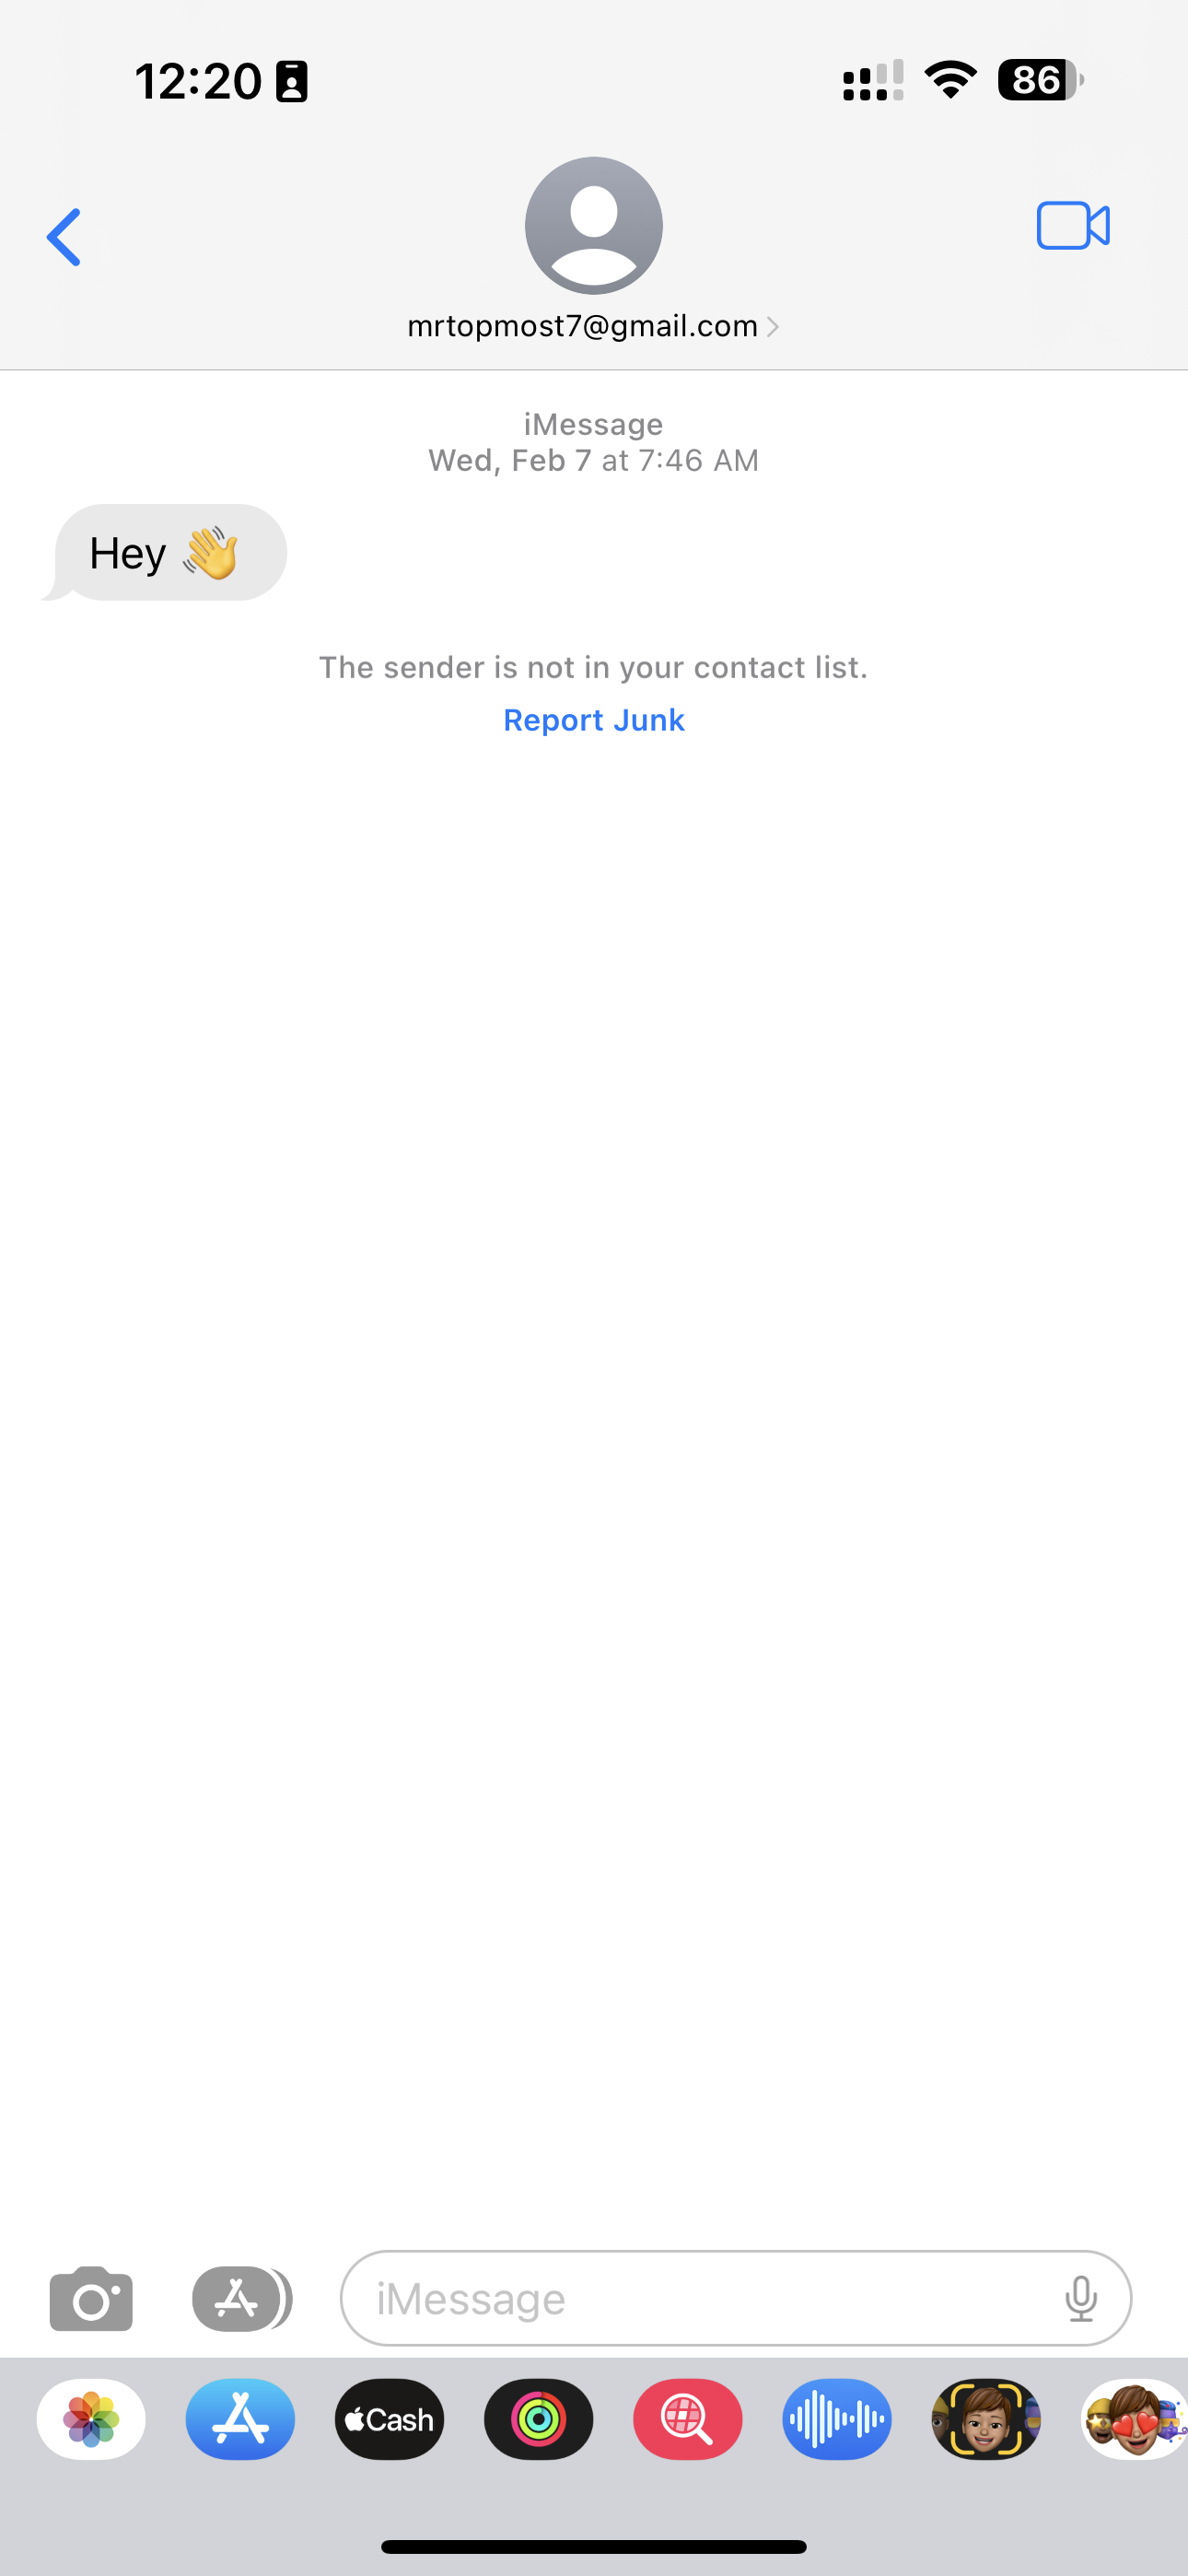 12:20
86
mrtopmost7@gmail.com
iMessage
Wed, Feb 7 at 7:46 AM
Hey 👋
The sender is not in your contact list.
Report Junk
iMessage
Cash